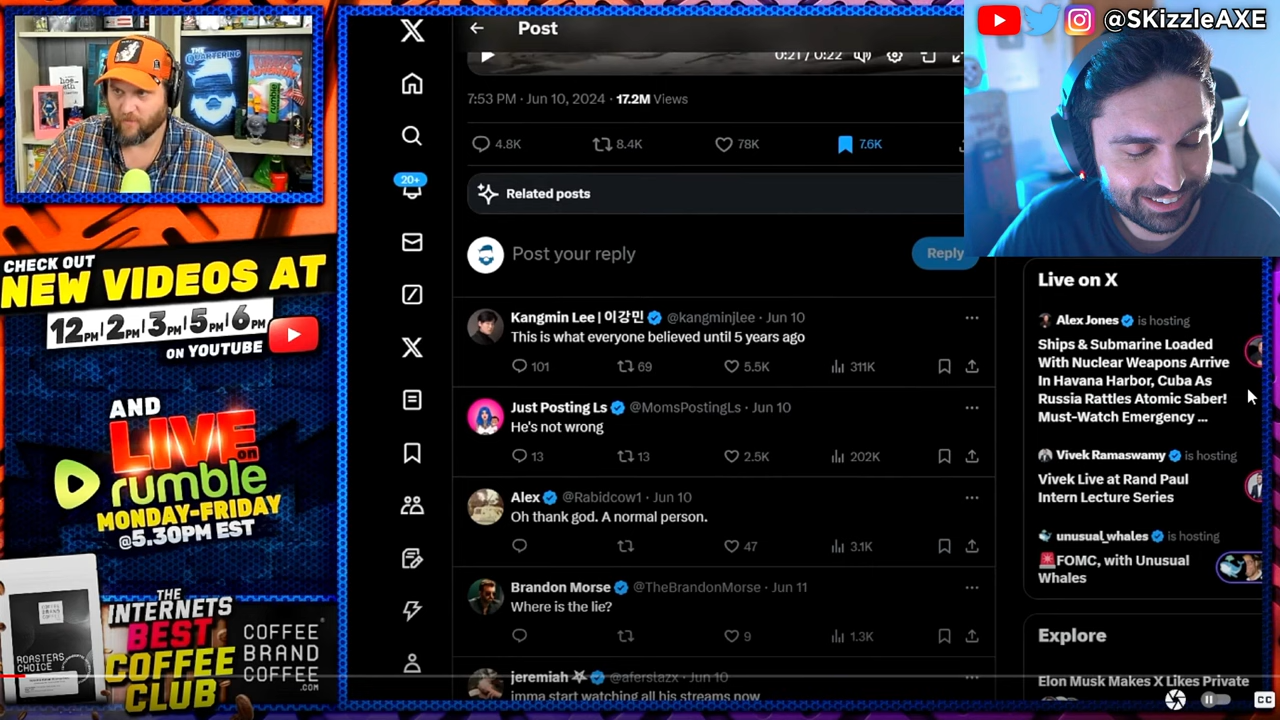 @SKizzleAXE
THE
QUARTERING
Post
0:21 / 0:22
7:53 PM · Jun 10, 2024 · 17.2M Views
4.8K 8.4K 78K 7.6K
20+
Related posts
Post your reply
Reply
CHECK OUT
NEW VIDEOS AT
12PM | 2PM | 3PM | 5PM | 6PM
ON YOUTUBE
AND
LIVE on
rumble
MONDAY-FRIDAY
@5.30PM EST
ROASTERS
CHOICE
THE
INTERNETS
BEST
COFFEE
CLUB
COFFEE
BRAND
COFFEE
.COM
Kangmin Lee | 이강민 @kangminjlee · Jun 10
This is what everyone believed until 5 years ago
101 69 5.5K 311K
Just Posting Ls @MomsPostingLs · Jun 10
He's not wrong
13 13 2.5K 202K
Alex @Rabidcow1 · Jun 10
Oh thank god. A normal person.
47 3.1K
Brandon Morse @TheBrandonMorse · Jun 11
Where is the lie?
9 1.3K
jeremiah @aferslazx · Jun 10
imma start watching all his streams now
Live on X
Alex Jones is hosting
Ships & Submarine Loaded
With Nuclear Weapons Arrive
In Havana Harbor, Cuba As
Russia Rattles Atomic Saber!
Must-Watch Emergency ...
Vivek Ramaswamy is hosting
Vivek Live at Rand Paul
Intern Lecture Series
unusual_whales is hosting
🚨FOMC, with Unusual
Whales
Explore
Elon Musk Makes X Likes Private
CC